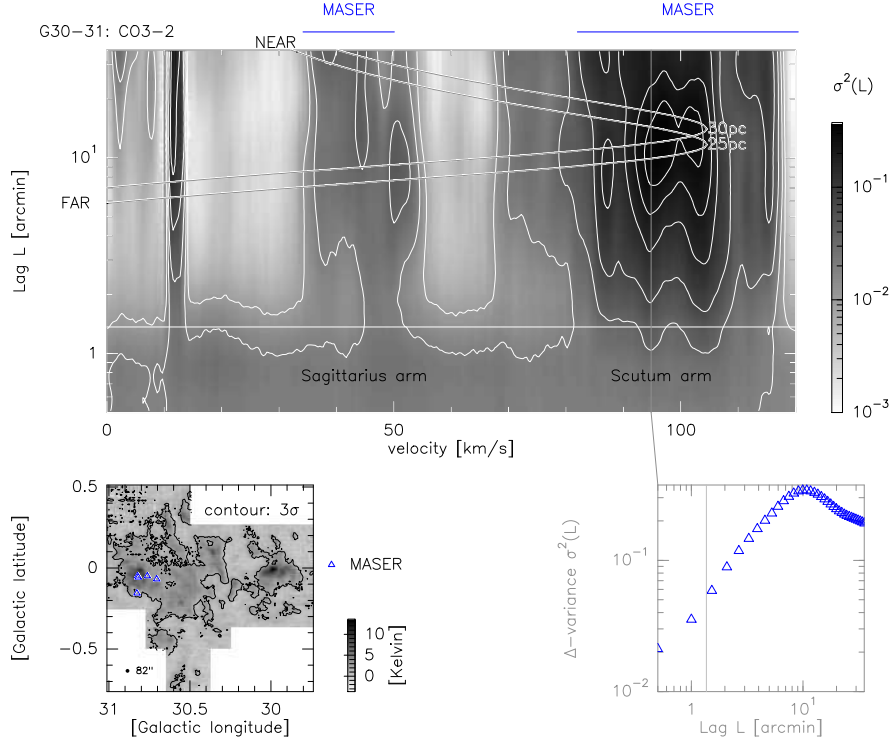 MASER MASER
G30-31: CO3-2
NEAR
σ²(L)
30pc
25pc
10¹
FAR
Lag L [arcmin]
1
10⁻¹
10⁻²
10⁻³
Sagittarius arm Scutum arm
0 50 100
velocity [km/s]
0.5
0
-0.5
[Galactic latitude]
contour: 3σ
82"
31 30.5 30
[Galactic longitude]
MASER
10
5
0
[Kelvin]
Δ-variance σ²(L)
10⁻¹
10⁻²
1 10¹
Lag L [arcmin]